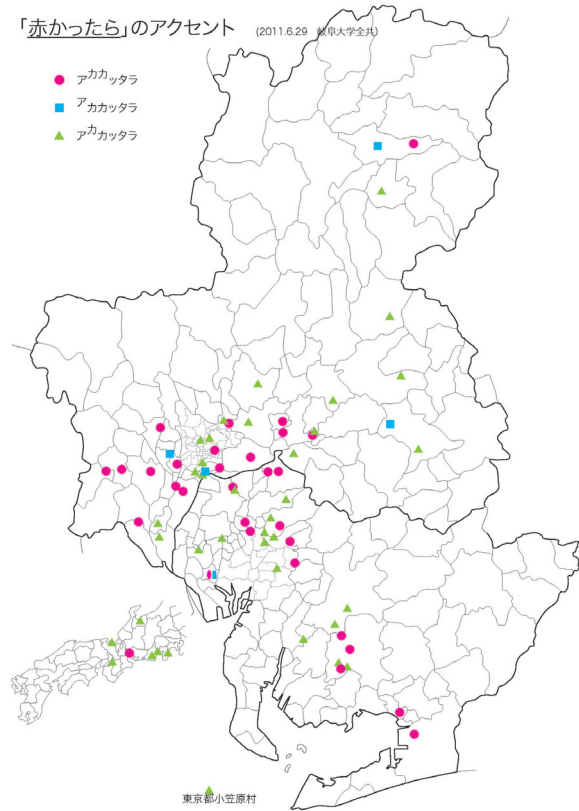 「赤かったら」のアクセント
(2011.6.29　岐阜大学全共)
アカカッタラ
アカカッタラ
アカカッタラ
東京都小笠原村